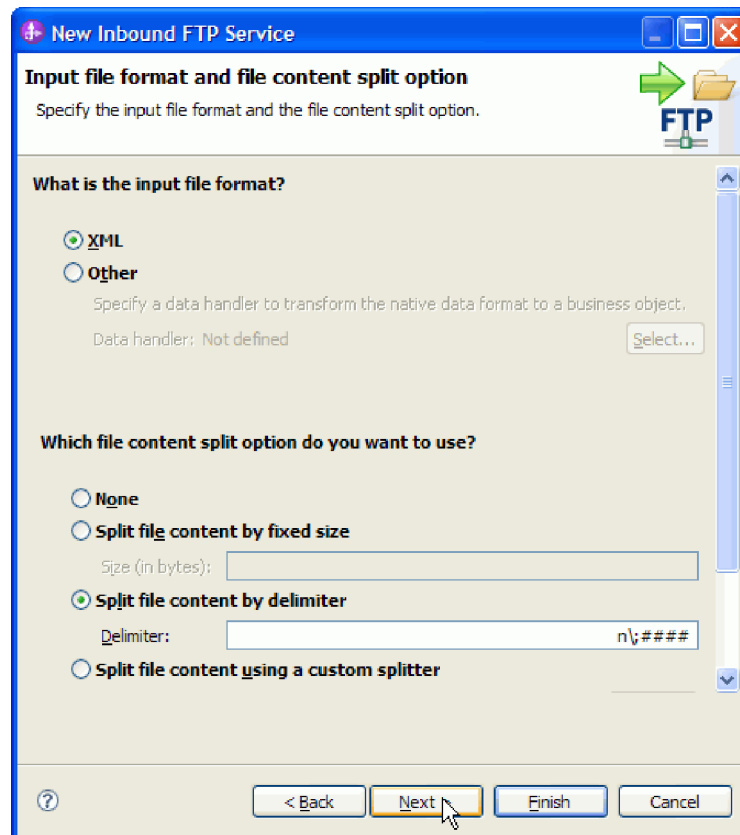 New Inbound FTP Service
Input file format and file content split option
Specify the input file format and the file content split option.
FTP
What is the input file format?
XML
Other
Specify a data handler to transform the native data format to a business object.
Data handler: Not defined
Select...
Which file content split option do you want to use?
None
Split file content by fixed size
Size (in bytes):
Split file content by delimiter
Delimiter: n\;####
Split file content using a custom splitter
? < Back Next > Finish Cancel